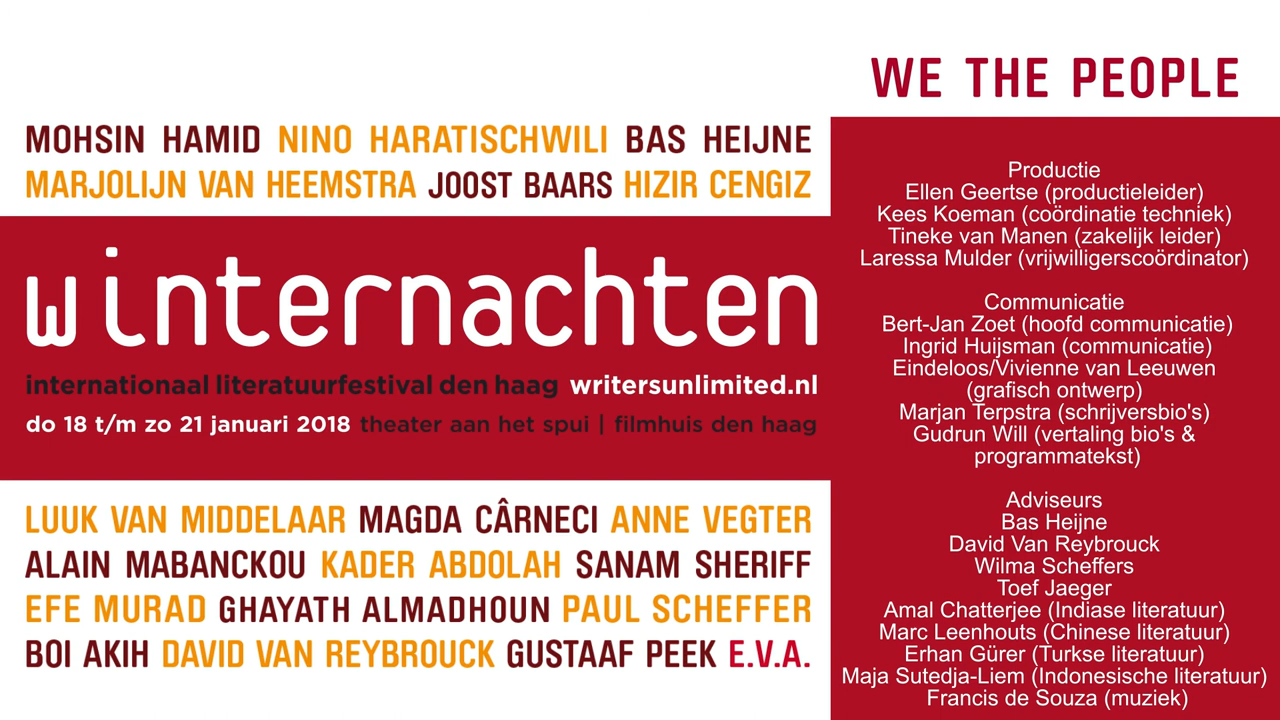 MOHSIN HAMID NINO HARATISCHWILI BAS HEIJNE
MARJOLIJN VAN HEEMSTRA JOOST BAARS HIZIR CENGIZ
winternachten
internationaal literatuurfestival den haag writersunlimited.nl
do 18 t/m zo 21 januari 2018 theater aan het spui | filmhuis den haag
LUUK VAN MIDDELAAR MAGDA CÂRNECI ANNE VEGTER
ALAIN MABANCKOU KADER ABDOLAH SANAM SHERIFF
EFE MURAD GHAYATH ALMADHOUN PAUL SCHEFFER
BOI AKIH DAVID VAN REYBROUCK GUSTAAF PEEK E.V.A.
WE THE PEOPLE
Productie
Ellen Geertse (productieleider)
Kees Koeman (coördinatie techniek)
Tineke van Manen (zakelijk leider)
Laressa Mulder (vrijwilligerscoördinator)
Communicatie
Bert-Jan Zoet (hoofd communicatie)
Ingrid Huijsman (communicatie)
Eindeloos/Vivienne van Leeuwen
(grafisch ontwerp)
Marjan Terpstra (schrijversbio's)
Gudrun Will (vertaling bio's &
programmatekst)
Adviseurs
Bas Heijne
David Van Reybrouck
Wilma Scheffers
Toef Jaeger
Amal Chatterjee (Indiase literatuur)
Marc Leenhouts (Chinese literatuur)
Erhan Gürer (Turkse literatuur)
Maja Sutedja-Liem (Indonesische literatuur)
Francis de Souza (muziek)